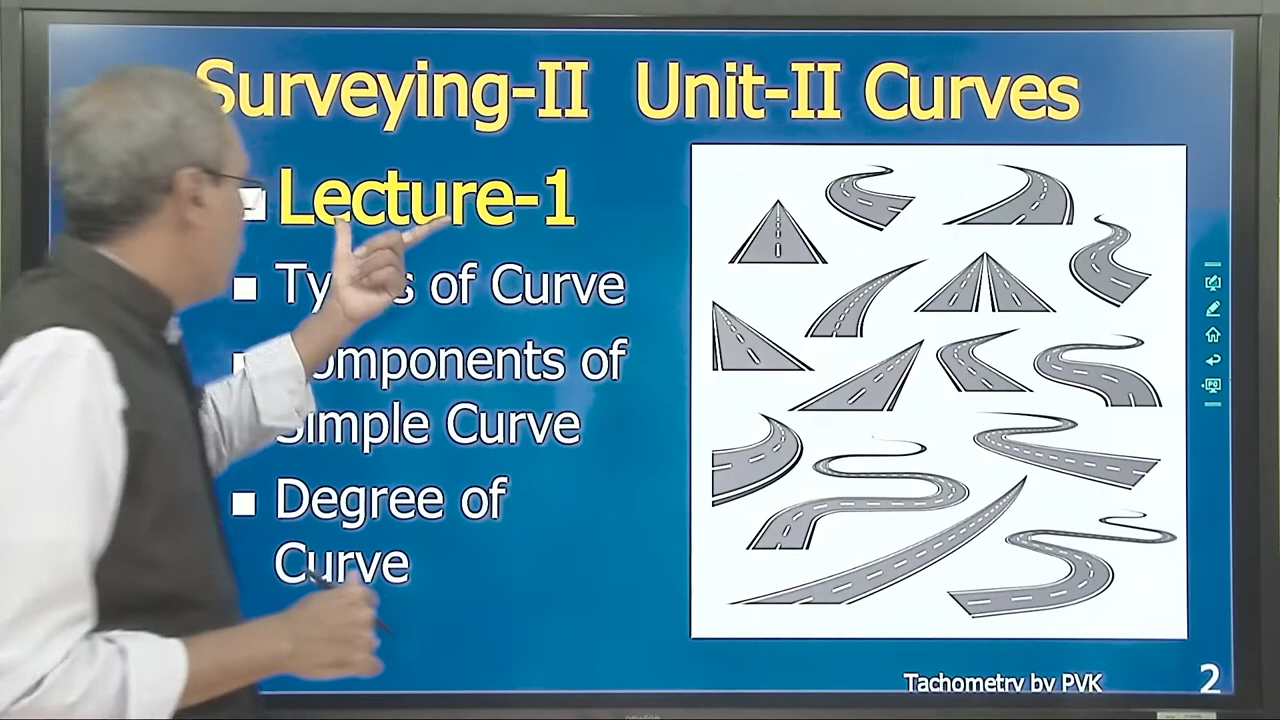 Surveying-II Unit-II Curves
Lecture-1
Types of Curve
Components of
Simple Curve
Degree of
Curve
Tachometry by PVK
2